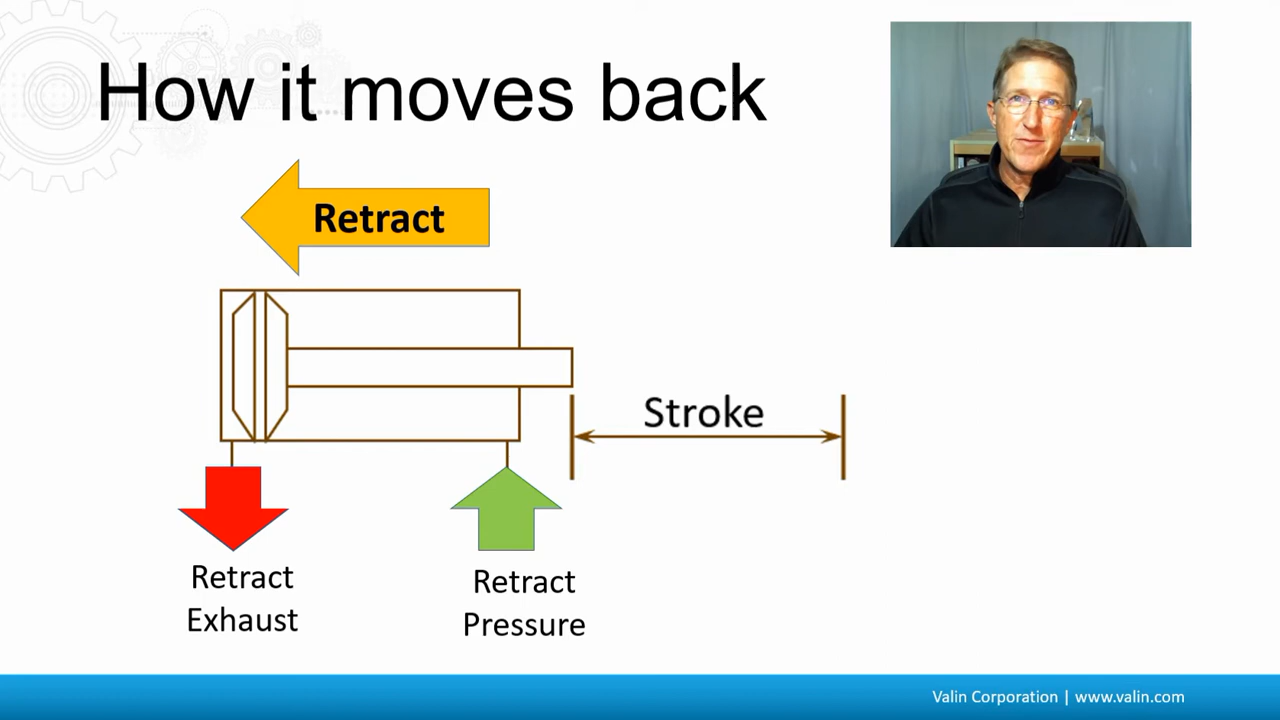 How it moves back
Retract
Stroke
Retract
Exhaust
Retract
Pressure
Valin Corporation | www.valin.com